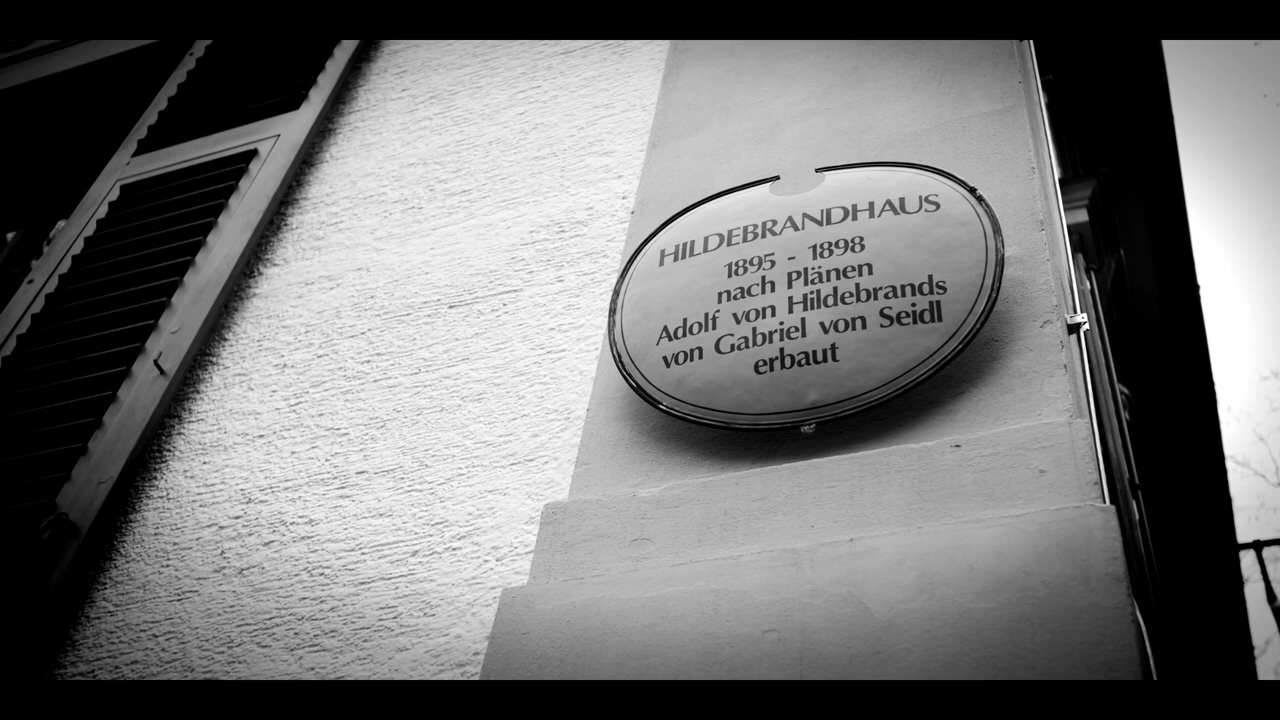 HILDEBRANDHAUS
1895 - 1898
nach Plänen
Adolf von Hildebrands
von Gabriel von Seidl
erbaut